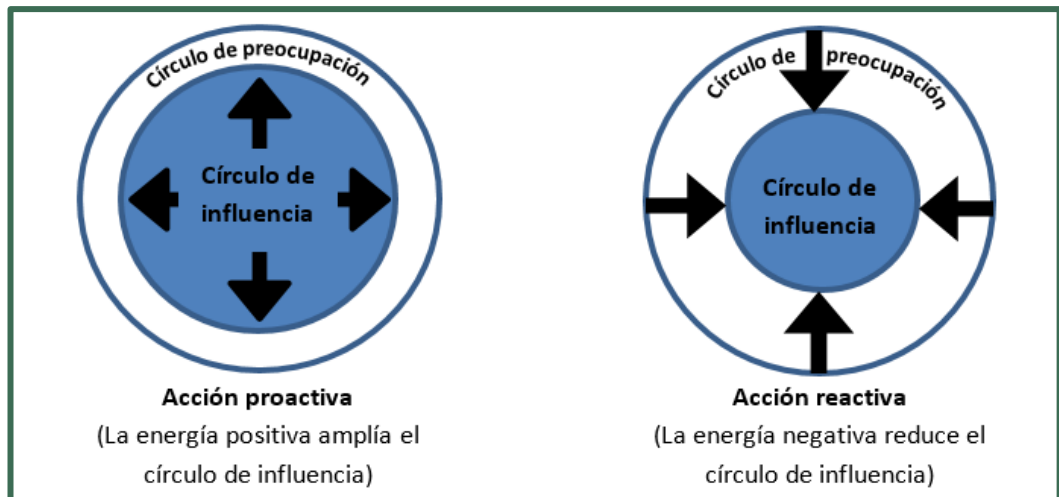 Círculo de preocupación
Círculo de
influencia
Acción proactiva
(La energía positiva amplía el
círculo de influencia)
Círculo de preocupación
Círculo de
influencia
Acción reactiva
(La energía negativa reduce el
círculo de influencia)